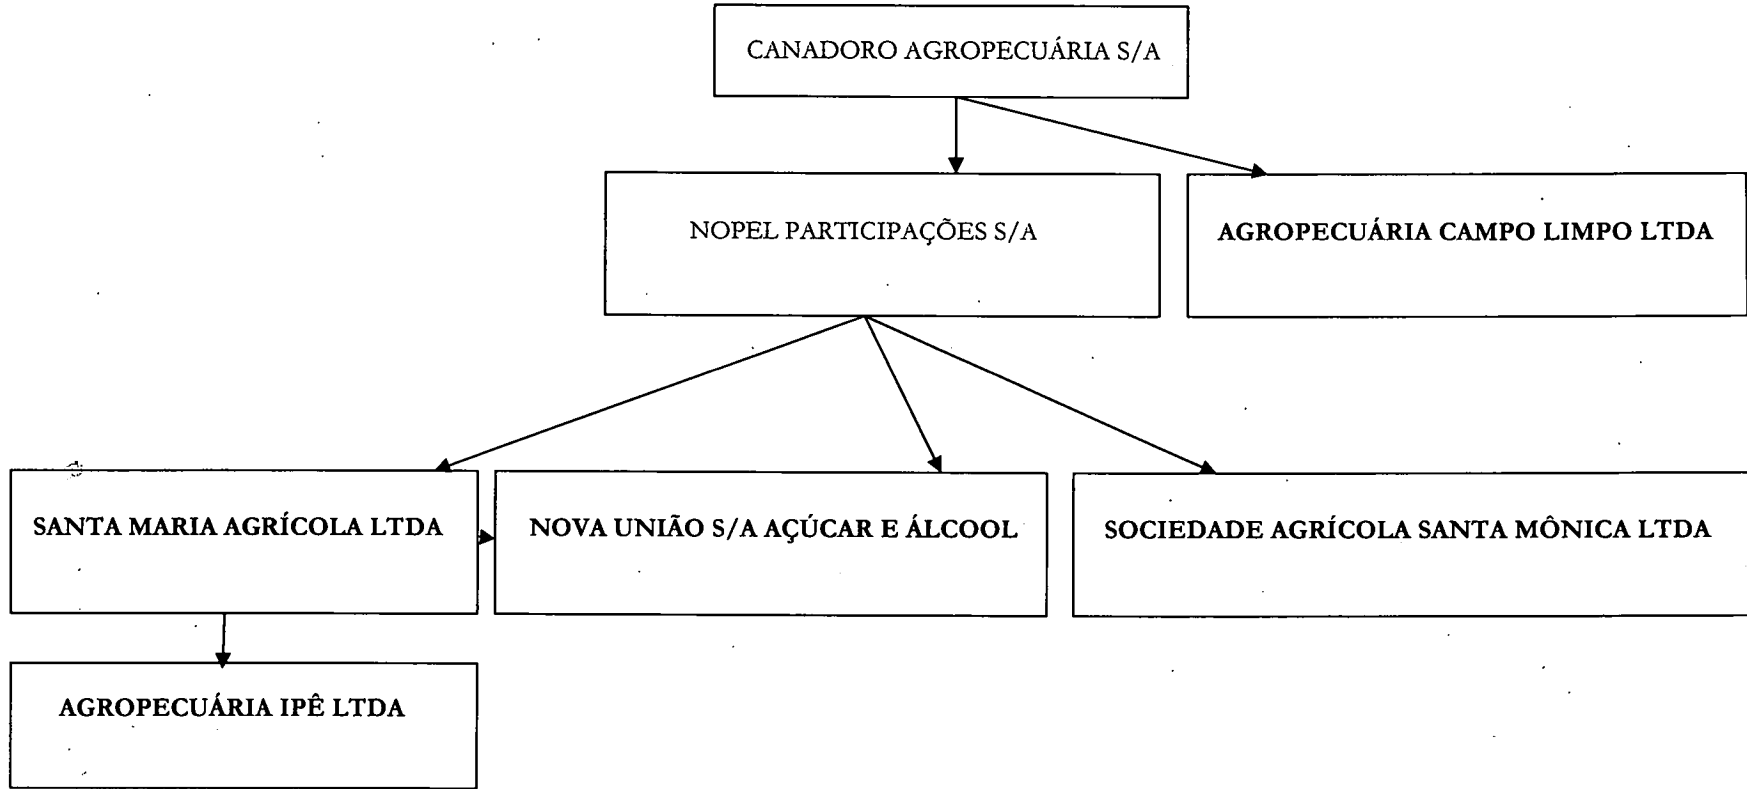 CANADORO AGROPECUÁRIA S/A
NOPEL PARTICIPAÇÕES S/A
AGROPECUÁRIA CAMPO LIMPO LTDA
SANTA MARIA AGRÍCOLA LTDA
NOVA UNIÃO S/A AÇÚCAR E ÁLCOOL
SOCIEDADE AGRÍCOLA SANTA MÔNICA LTDA
AGROPECUÁRIA IPÊ LTDA